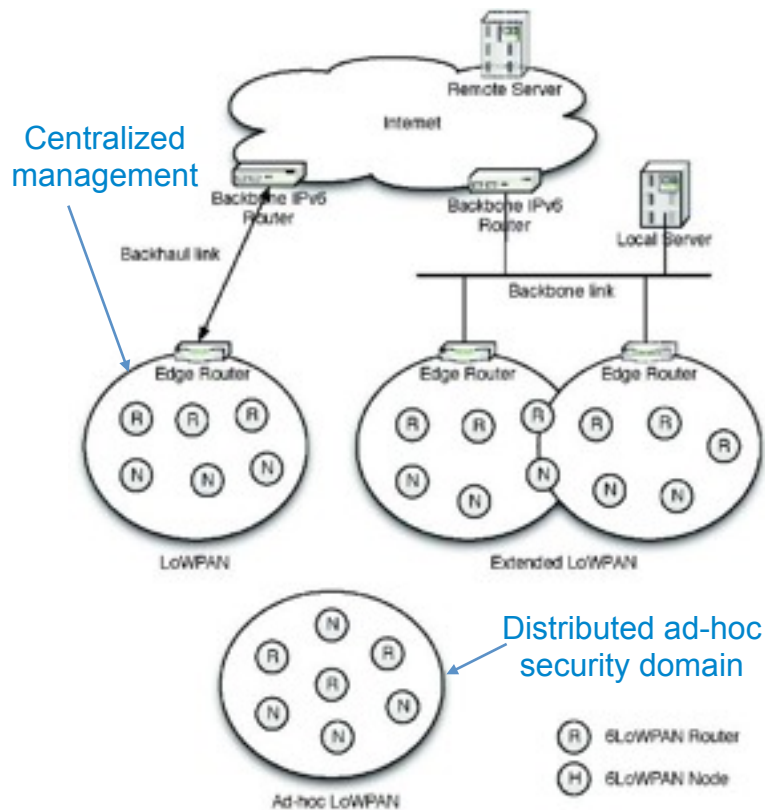 Remote Server
Internet
Centralized
management
Backbone IPv6
Router
Backbone IPv6
Router
Local Server
Backhaul link
Backbone link
Edge Router
Edge Router
Edge Router
R R R
N N N
LoWPAN
R R R R R R
N N N N N
Extended LoWPAN
Distributed ad-hoc
security domain
N
R R
R
N N
N
Ad-hoc LoWPAN
R 6LoWPAN Router
H 6LoWPAN Node